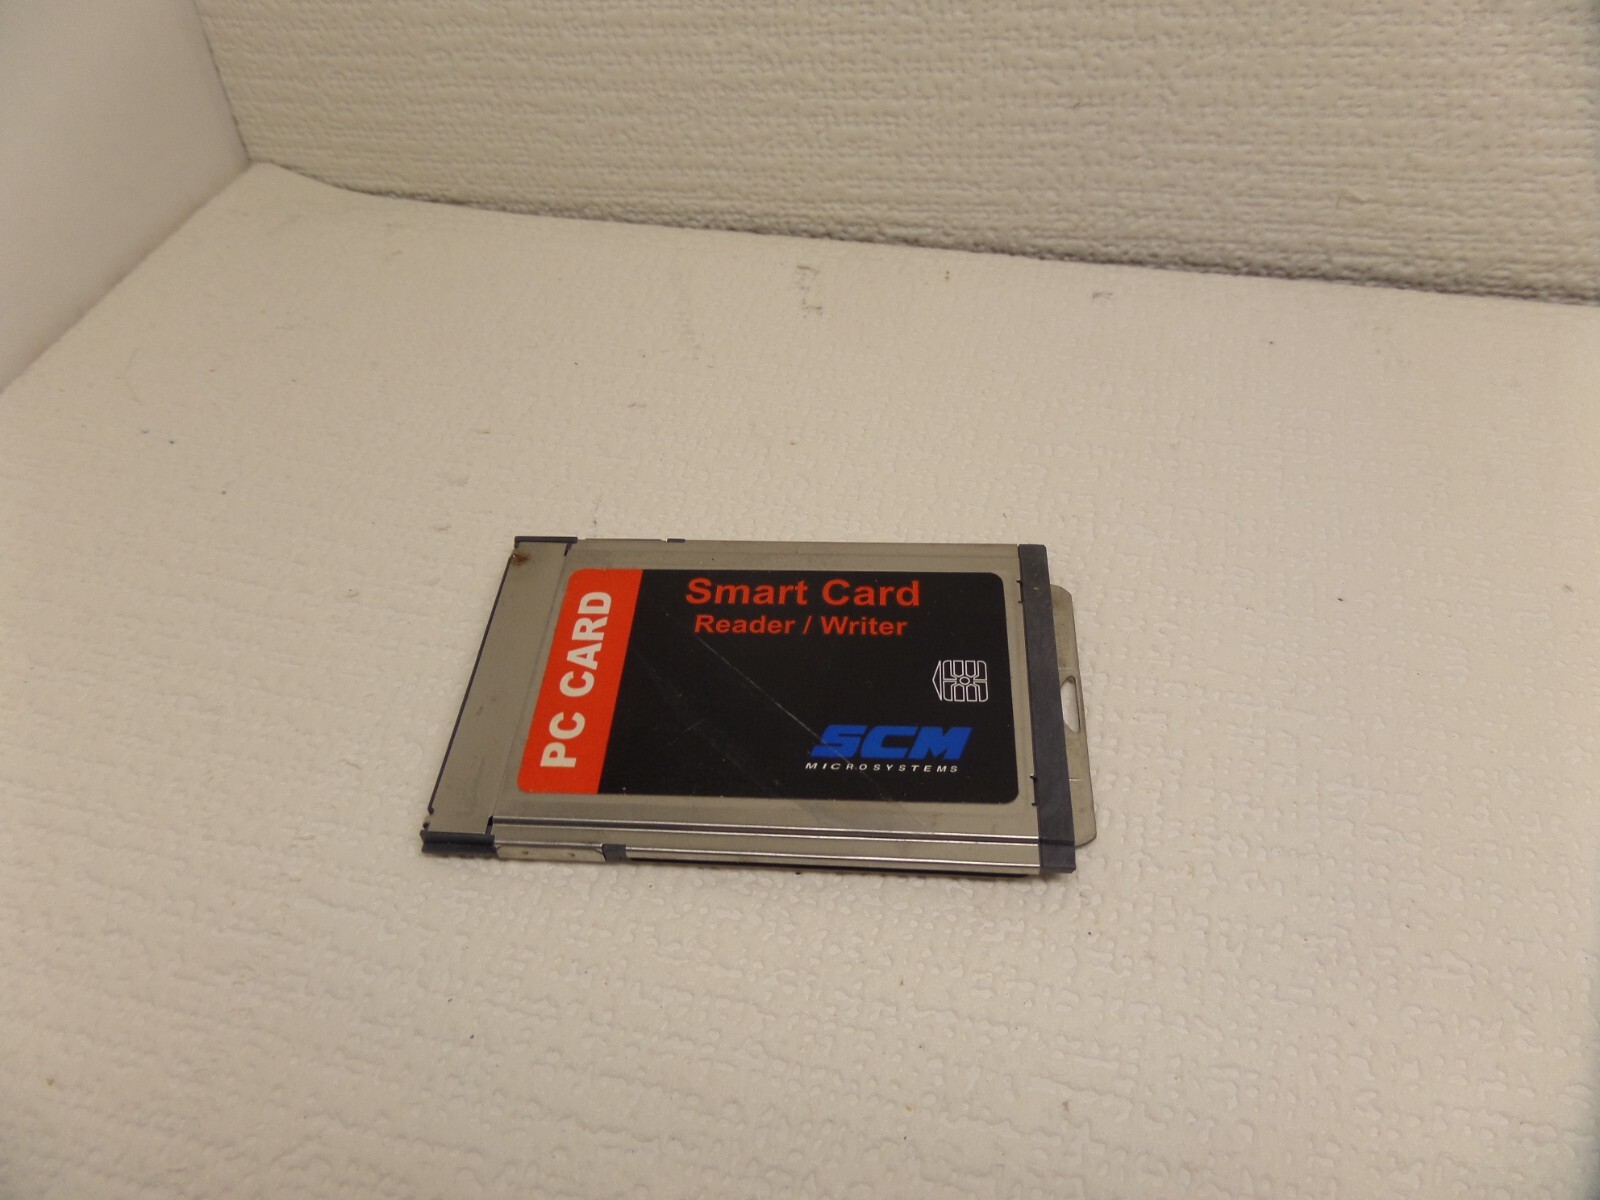 PC CARD
Smart Card
Reader / Writer
SCM
MICROSYSTEMS